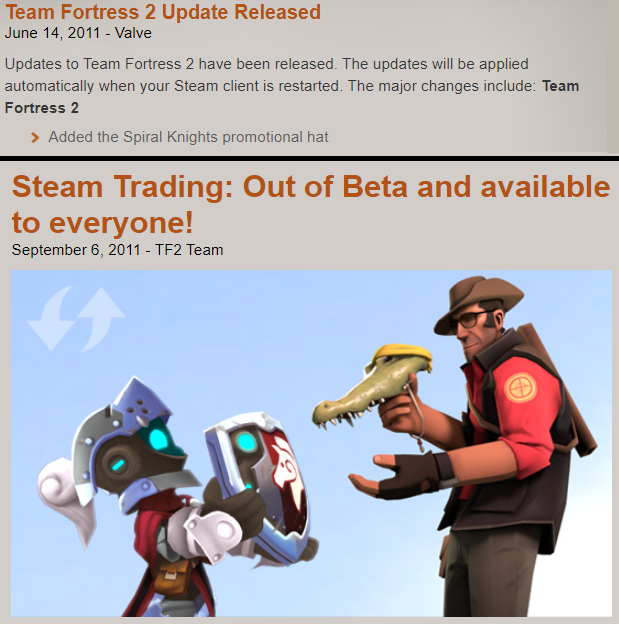 Team Fortress 2 Update Released
June 14, 2011 - Valve
Updates to Team Fortress 2 have been released. The updates will be applied
automatically when your Steam client is restarted. The major changes include: Team
Fortress 2
Added the Spiral Knights promotional hat
Steam Trading: Out of Beta and available
to everyone!
September 6, 2011 - TF2 Team